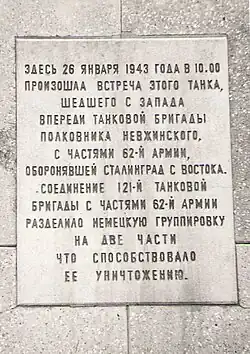 ЗДЕСЬ 26 ЯНВАРЯ 1943 ГОДА В 10.00
ПРОИЗОШЛА ВСТРЕЧА ЭТОГО ТАНКА,
ШЕДШЕГО С ЗАПАДА
ВПЕРЕДИ ТАНКОВОЙ БРИГАДЫ
ПОЛКОВНИКА НЕВЖИНСКОГО,
С ЧАСТЯМИ 62-Й АРМИИ,
ОБОРОНЯВШЕЙ СТАЛИНГРАД С ВОСТОКА.
СОЕДИНЕНИЕ 121-Й ТАНКОВОЙ
БРИГАДЫ С ЧАСТЯМИ 62-Й АРМИИ
РАЗДЕЛИЛО НЕМЕЦКУЮ ГРУППИРОВКУ
НА ДВЕ ЧАСТИ
ЧТО СПОСОБСТВОВАЛО
ЕЕ УНИЧТОЖЕНИЮ.